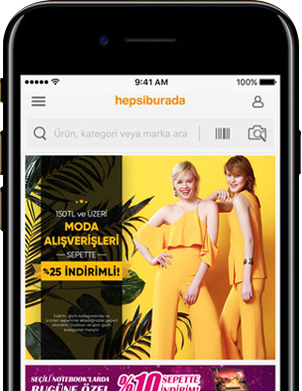 9:41 AM 100%
hepsiburada
Ürün, kategori veya marka ara
150TL ve ÜZERİ
MODA
ALIŞVERİŞLERİ
SEPETTE
%25 İNDİRİMLİ!
SEÇİLİ NOTEBOOK'LARDA
BUGÜNE ÖZEL
%10 SEPETTE
İNDİRİM